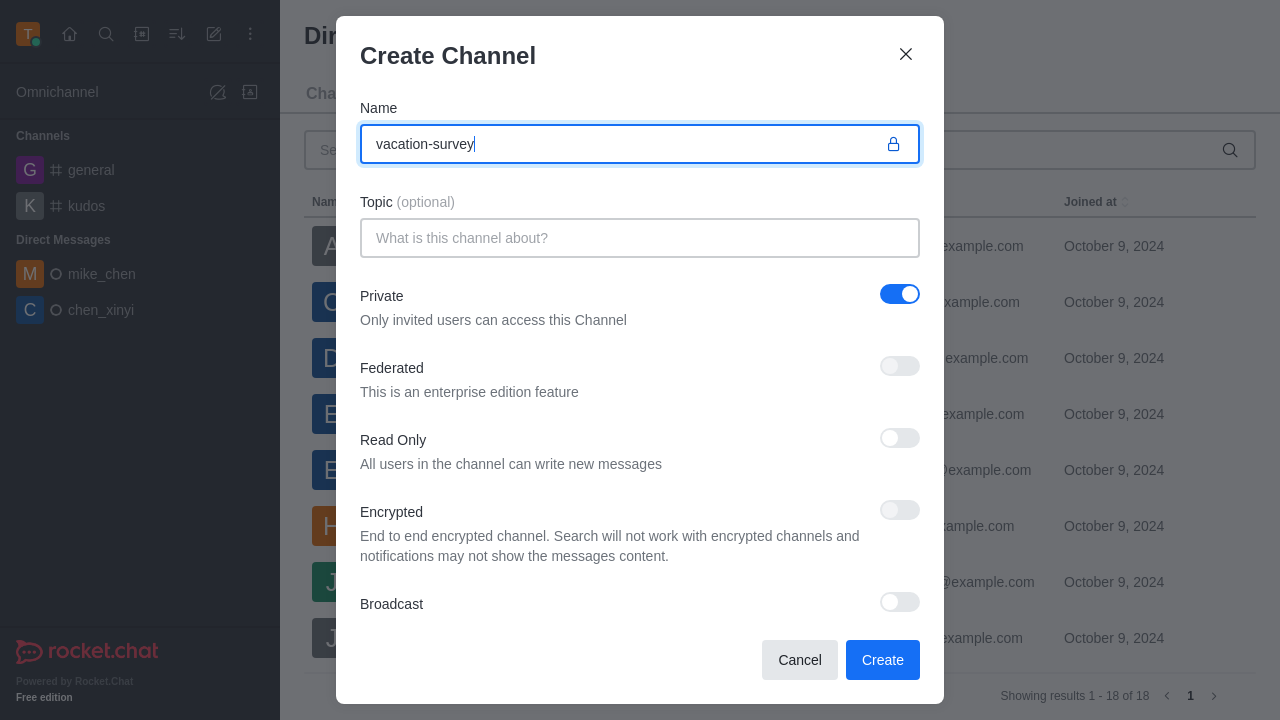 T
Omnichannel
Channels
G general
K kudos
Direct Messages
M mike_chen
C chen_xinyi
rocket.chat
Powered by Rocket.Chat
Free edition
Create Channel
Name
vacation-survey
Topic (optional)
What is this channel about?
Private
Only invited users can access this Channel
Federated
This is an enterprise edition feature
Read Only
All users in the channel can write new messages
Encrypted
End to end encrypted channel. Search will not work with encrypted channels and
notifications may not show the messages content.
Broadcast
Cancel
Create
Joined at
A example.com October 9, 2024
example.com October 9, 2024
D example.com October 9, 2024
E example.com October 9, 2024
E @example.com October 9, 2024
H example.com October 9, 2024
J @example.com October 9, 2024
J example.com October 9, 2024
Showing results 1 - 18 of 18 1